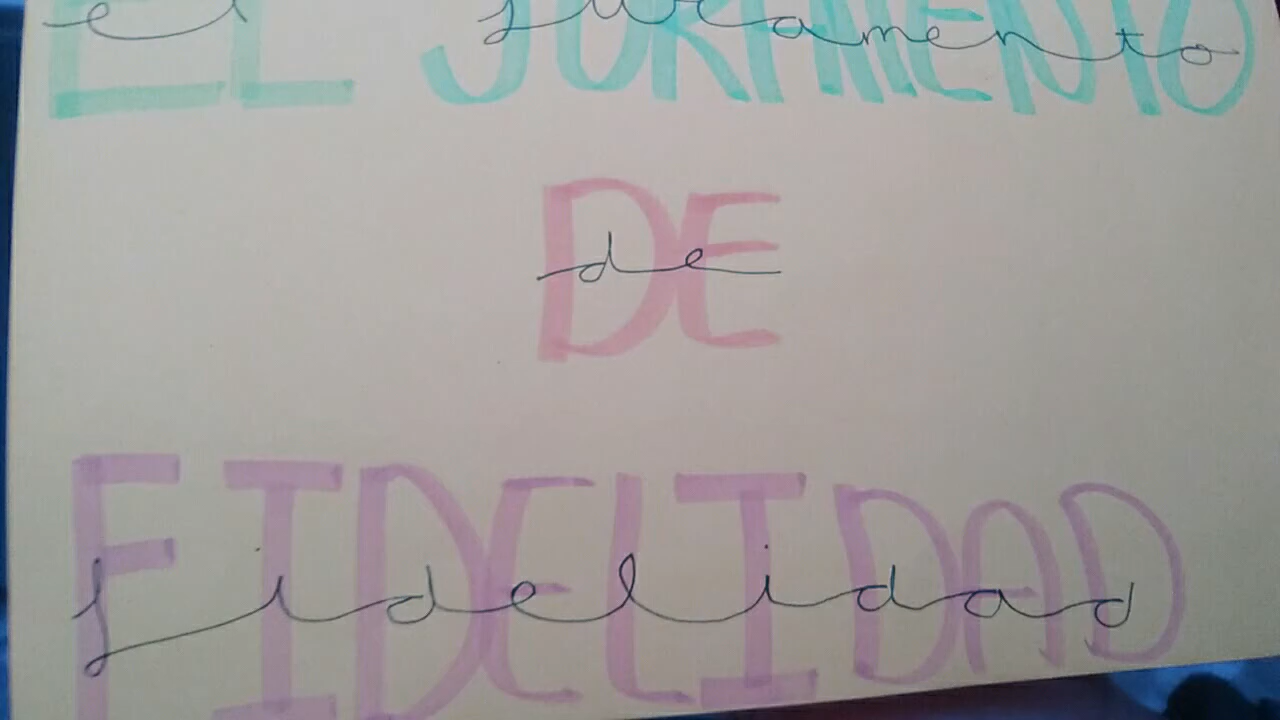 EL JURAMENTO
el juramento
DE
de
FIDELIDAD
fidelidad